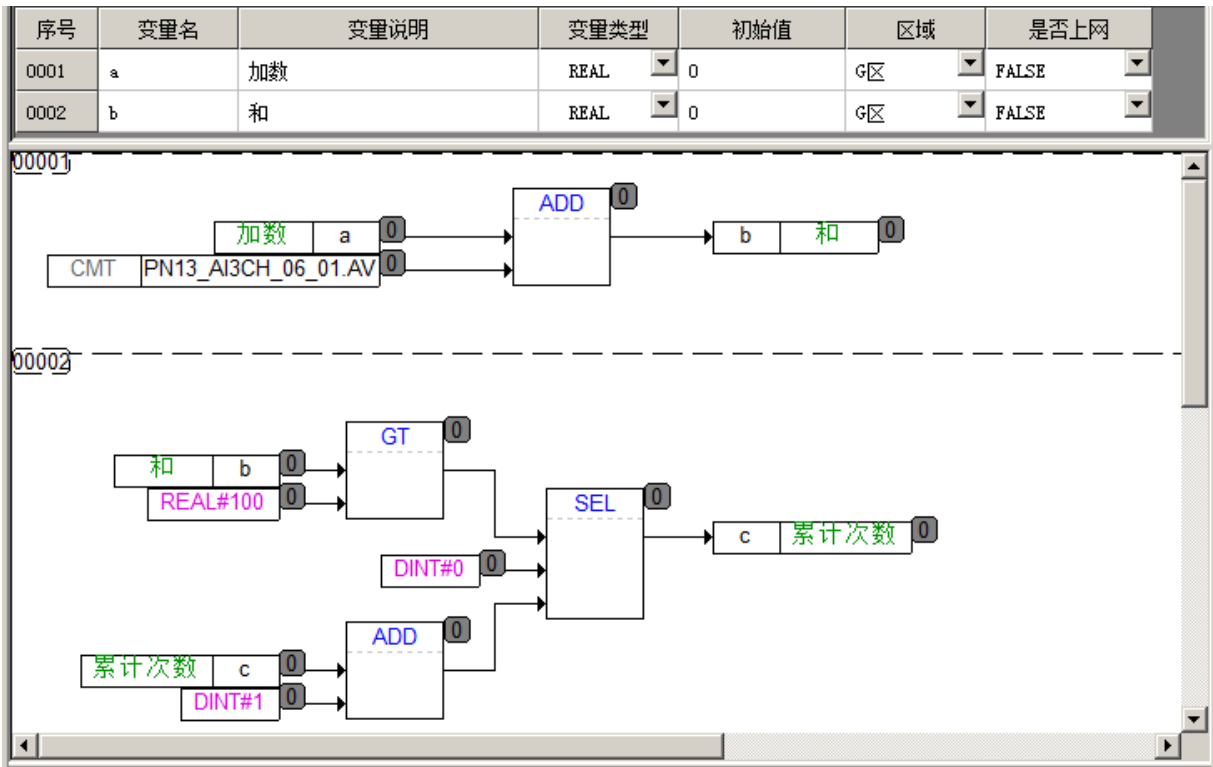 序号 变量名 变量说明 变量类型 初始值 区域 是否上网
0001 a 加数 REAL 0 G区 FALSE
0002 b 和 REAL 0 G区 FALSE
00001
ADD 0
加数 a 0
b 和 0
CMT PN13_AI3CH_06_01.AV 0
00002
GT 0
和 b 0
REAL#100 0
SEL 0
c 累计次数 0
DINT#0 0
ADD 0
累计次数 c 0
DINT#1 0